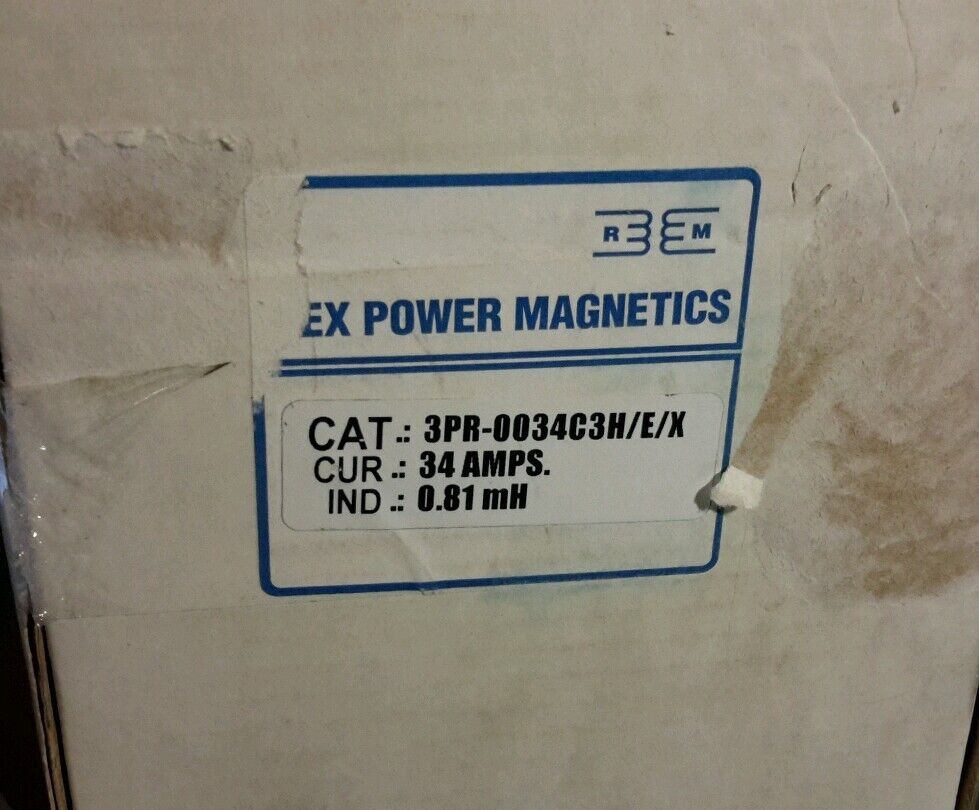 R M
EX POWER MAGNETICS
CAT.: 3PR-0034C3H/E/X
CUR.: 34 AMPS.
IND.: 0.81 mH